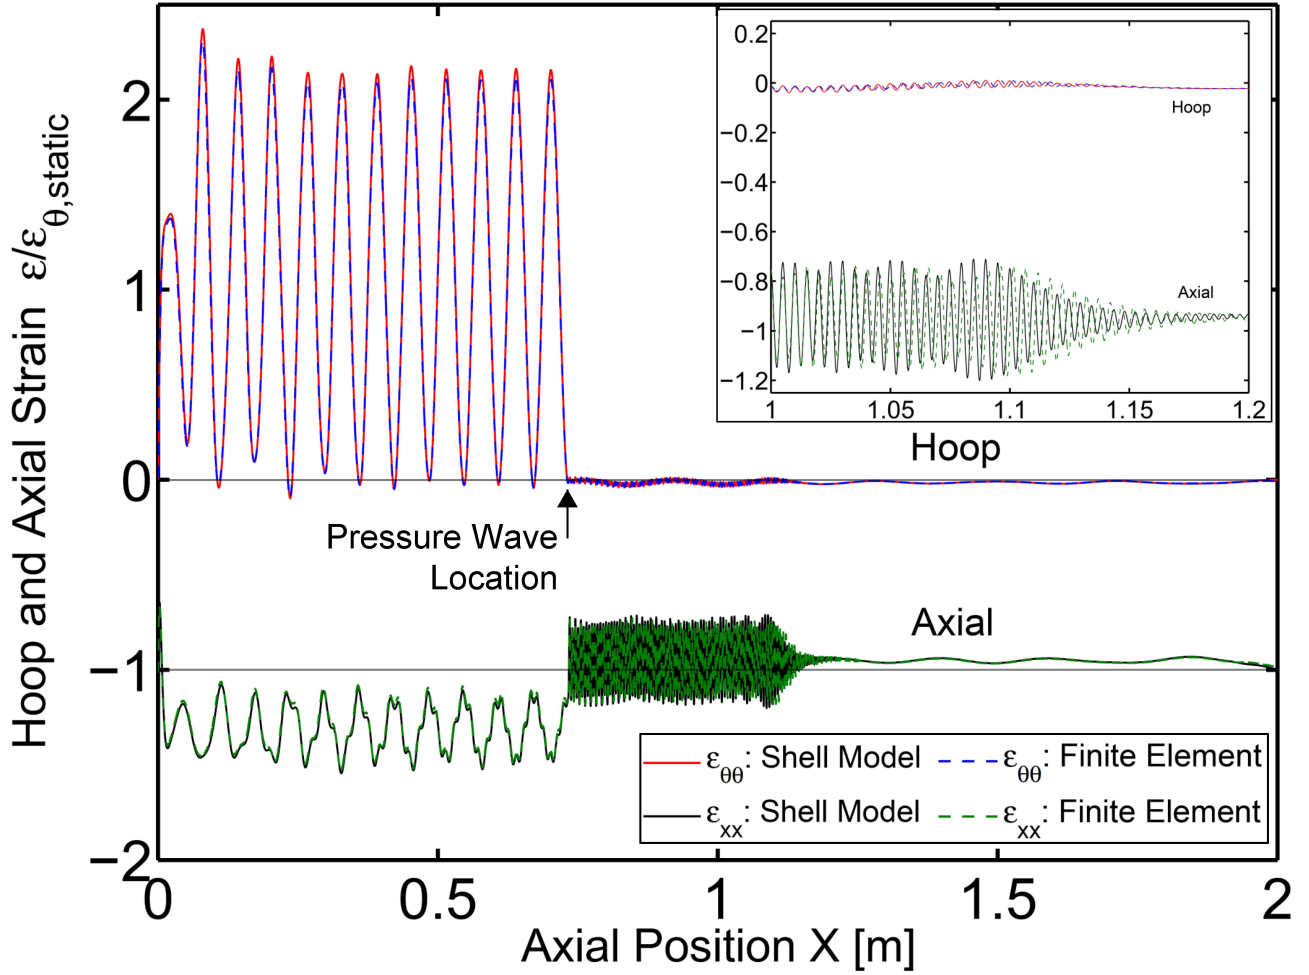 Hoop and Axial Strain ε/εθ,static
2
1
0
−1
−2
0.2
0
−0.2
−0.4
−0.6
−0.8
−1
−1.2
Hoop
Axial
1
1.05
1.1
1.15
1.2
Hoop
Pressure Wave
Location
Axial
εθθ: Shell Model
εθθ: Finite Element
εxx: Shell Model
εxx: Finite Element
0
0.5
1
1.5
2
Axial Position X [m]